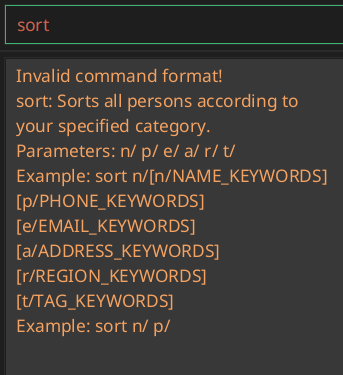 sort
Invalid command format!
sort: Sorts all persons according to
your specified category.
Parameters: n/ p/ e/ a/ r/ t/
Example: sort n/[n/NAME_KEYWORDS]
[p/PHONE_KEYWORDS]
[e/EMAIL_KEYWORDS]
[a/ADDRESS_KEYWORDS]
[r/REGION_KEYWORDS]
[t/TAG_KEYWORDS]
Example: sort n/ p/